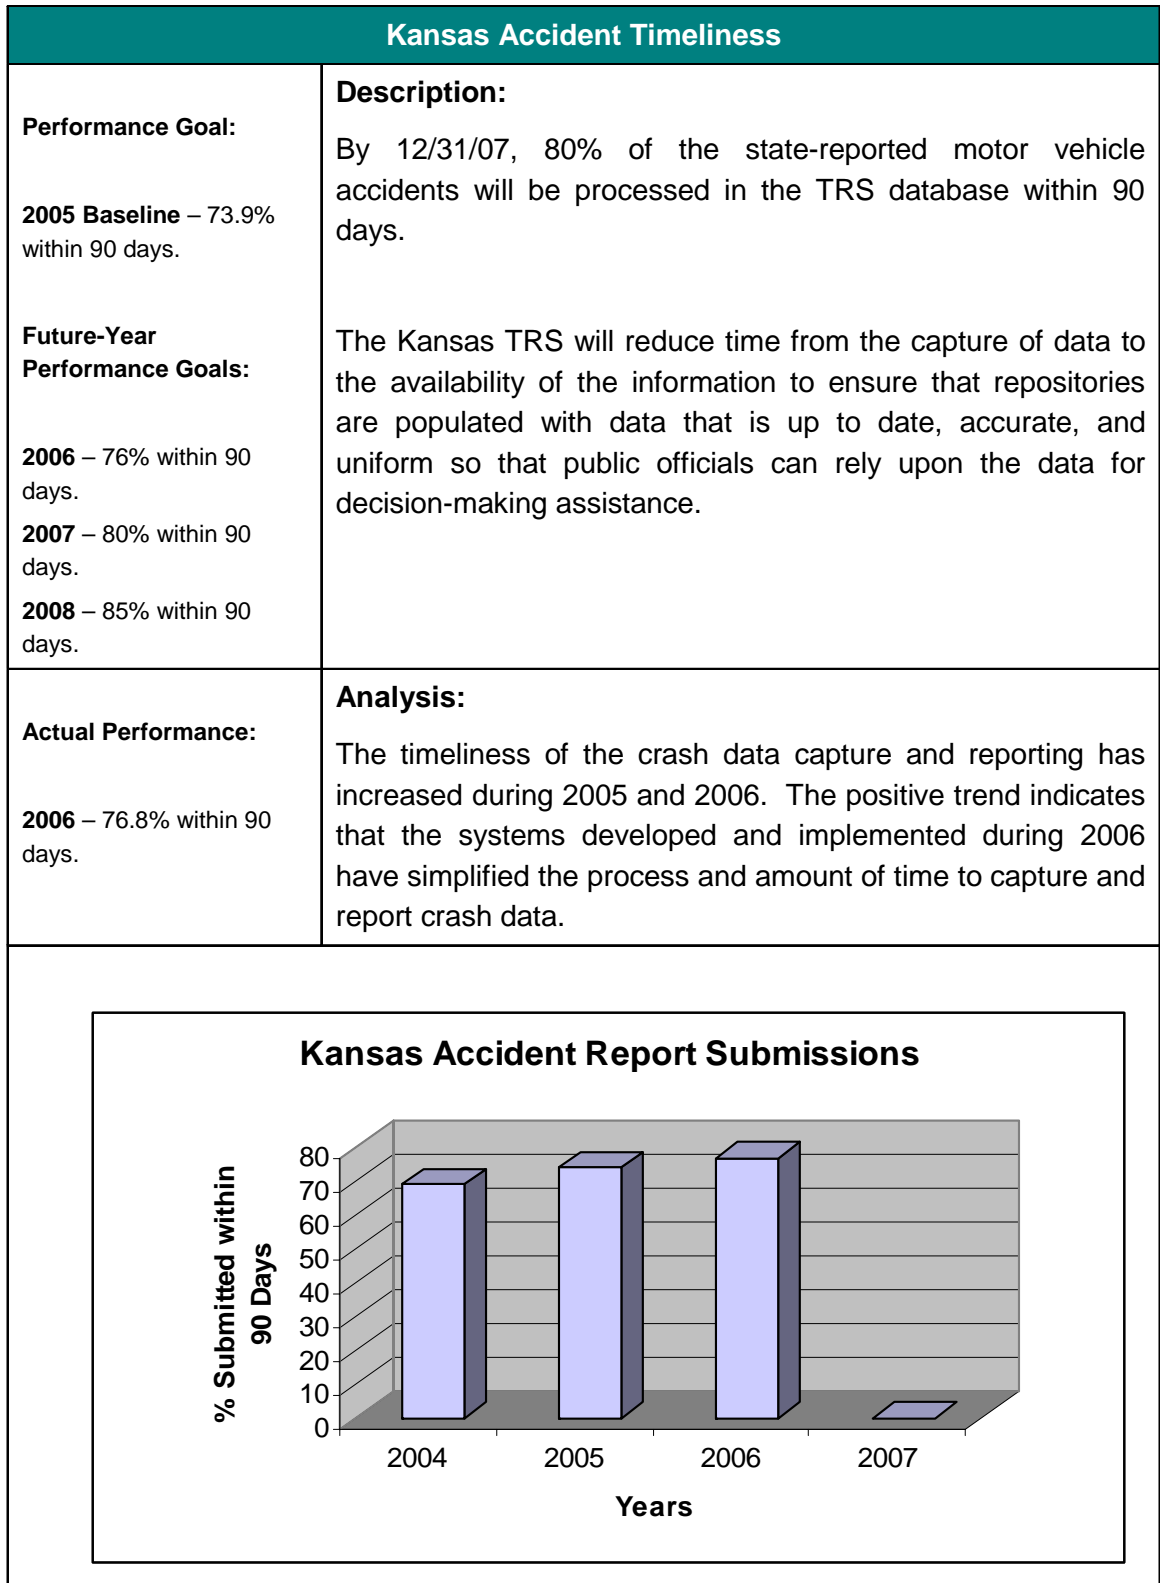 Kansas Accident Timeliness
Performance Goal:
2005 Baseline – 73.9%
within 90 days.
Future-Year
Performance Goals:
2006 – 76% within 90
days.
2007 – 80% within 90
days.
2008 – 85% within 90
days.
Description:
By 12/31/07, 80% of the state-reported motor vehicle
accidents will be processed in the TRS database within 90
days.
The Kansas TRS will reduce time from the capture of data to
the availability of the information to ensure that repositories
are populated with data that is up to date, accurate, and
uniform so that public officials can rely upon the data for
decision-making assistance.
Actual Performance:
2006 – 76.8% within 90
days.
Analysis:
The timeliness of the crash data capture and reporting has
increased during 2005 and 2006. The positive trend indicates
that the systems developed and implemented during 2006
have simplified the process and amount of time to capture and
report crash data.
Kansas Accident Report Submissions
% Submitted within
90 Days
80
70
60
50
40
30
20
10
0
2004 2005 2006 2007
Years